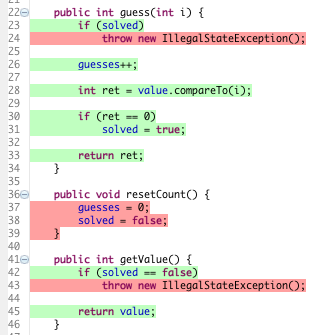 22 public int guess(int i) {
23 if (solved)
24 throw new IllegalStateException();
25
26 guesses++;
27
28 int ret = value.compareTo(i);
29
30 if (ret == 0)
31 solved = true;
32
33 return ret;
34 }
35
36 public void resetCount() {
37 guesses = 0;
38 solved = false;
39 }
40
41 public int getValue() {
42 if (solved == false)
43 throw new IllegalStateException();
44
45 return value;
46 }